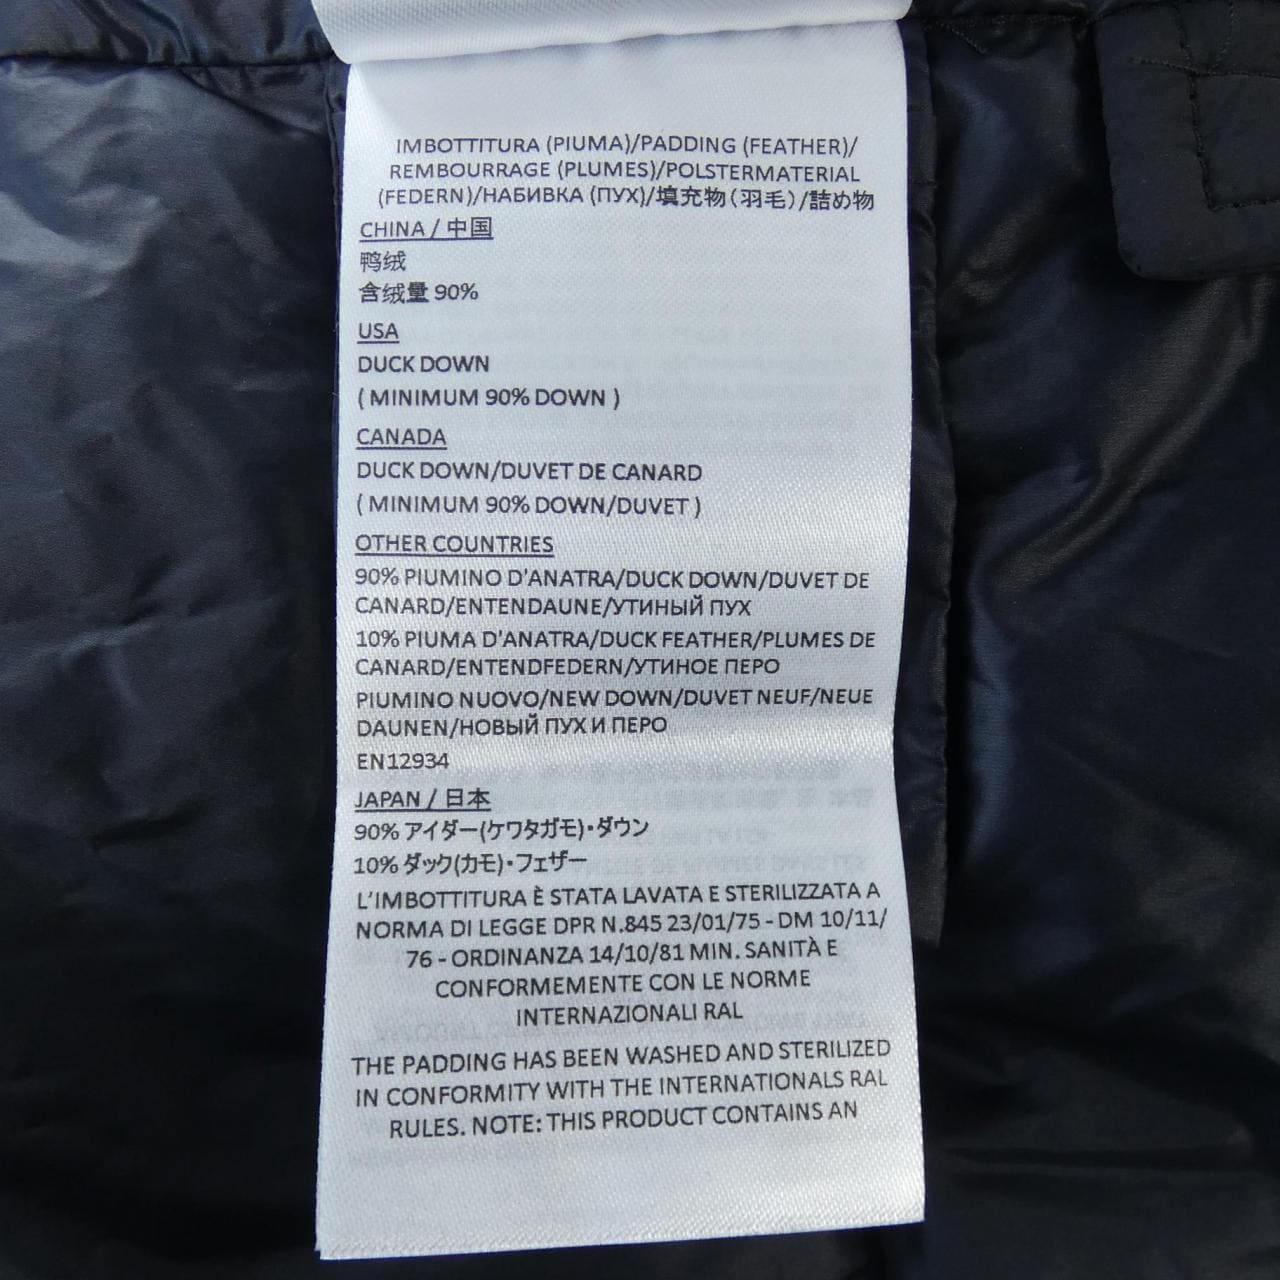 IMBOTTITURA (PIUMA)/PADDING (FEATHER)/
REMBOURRAGE (PLUMES)/POLSTERMATERIAL
(FEDERN)/НАБИВКА (ПУХ)/填充物(羽毛)/詰め物
CHINA / 中国
鸭绒
含绒量 90%
USA
DUCK DOWN
( MINIMUM 90% DOWN )
CANADA
DUCK DOWN/DUVET DE CANARD
( MINIMUM 90% DOWN/DUVET )
OTHER COUNTRIES
90% PIUMINO D'ANATRA/DUCK DOWN/DUVET DE
CANARD/ENTENDAUNE/УТИНЫЙ ПУХ
10% PIUMA D'ANATRA/DUCK FEATHER/PLUMES DE
CANARD/ENTENDFEDERN/УТИНОЕ ПЕРО
PIUMINO NUOVO/NEW DOWN/DUVET NEUF/NEUE
DAUNEN/НОВЫЙ ПУХ И ПЕРО
EN12934
JAPAN / 日本
90% アイダー(ケワタガモ)・ダウン
10% ダック(カモ)・フェザー
L'IMBOTTITURA È STATA LAVATA E STERILIZZATA A
NORMA DI LEGGE DPR N.845 23/01/75 - DM 10/11/
76 - ORDINANZA 14/10/81 MIN. SANITÀ E
CONFORMEMENTE CON LE NORME
INTERNAZIONALI RAL
THE PADDING HAS BEEN WASHED AND STERILIZED
IN CONFORMITY WITH THE INTERNATIONALS RAL
RULES. NOTE: THIS PRODUCT CONTAINS AN